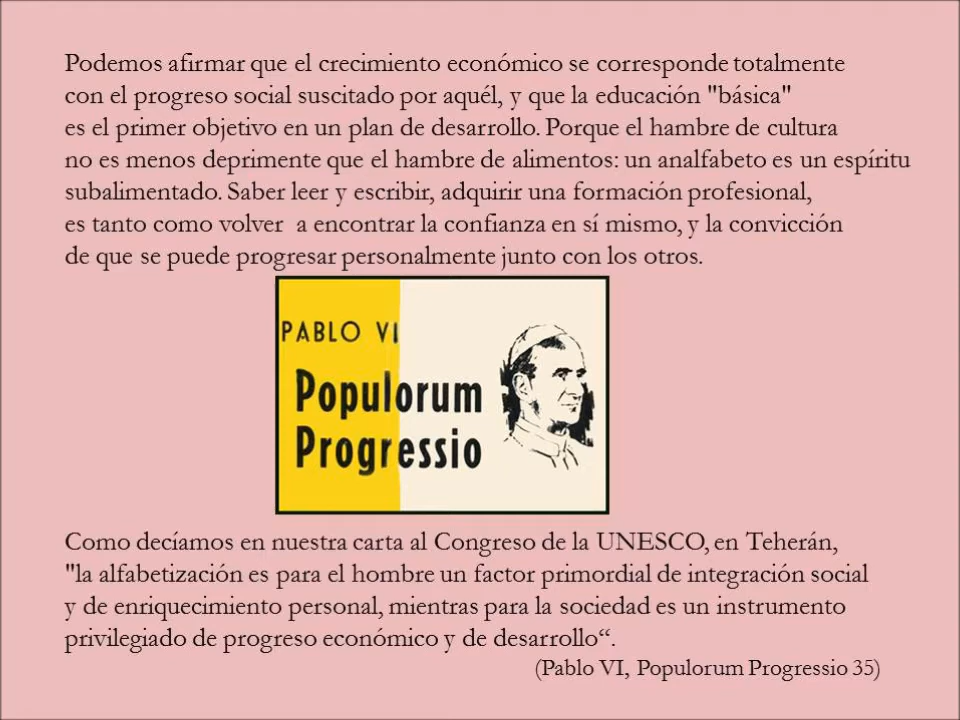 Podemos afirmar que el crecimiento económico se corresponde totalmente
con el progreso social suscitado por aquél, y que la educación "básica"
es el primer objetivo en un plan de desarrollo. Porque el hambre de cultura
no es menos deprimente que el hambre de alimentos: un analfabeto es un espíritu
subalimentado. Saber leer y escribir, adquirir una formación profesional,
es tanto como volver  a encontrar la confianza en sí mismo, y la convicción
de que se puede progresar personalmente junto con los otros.
PABLO VI
Populorum
Progressio
Como decíamos en nuestra carta al Congreso de la UNESCO, en Teherán,
"la alfabetización es para el hombre un factor primordial de integración social
y de enriquecimiento personal, mientras para la sociedad es un instrumento
privilegiado de progreso económico y de desarrollo“.
(Pablo VI, Populorum Progressio 35)